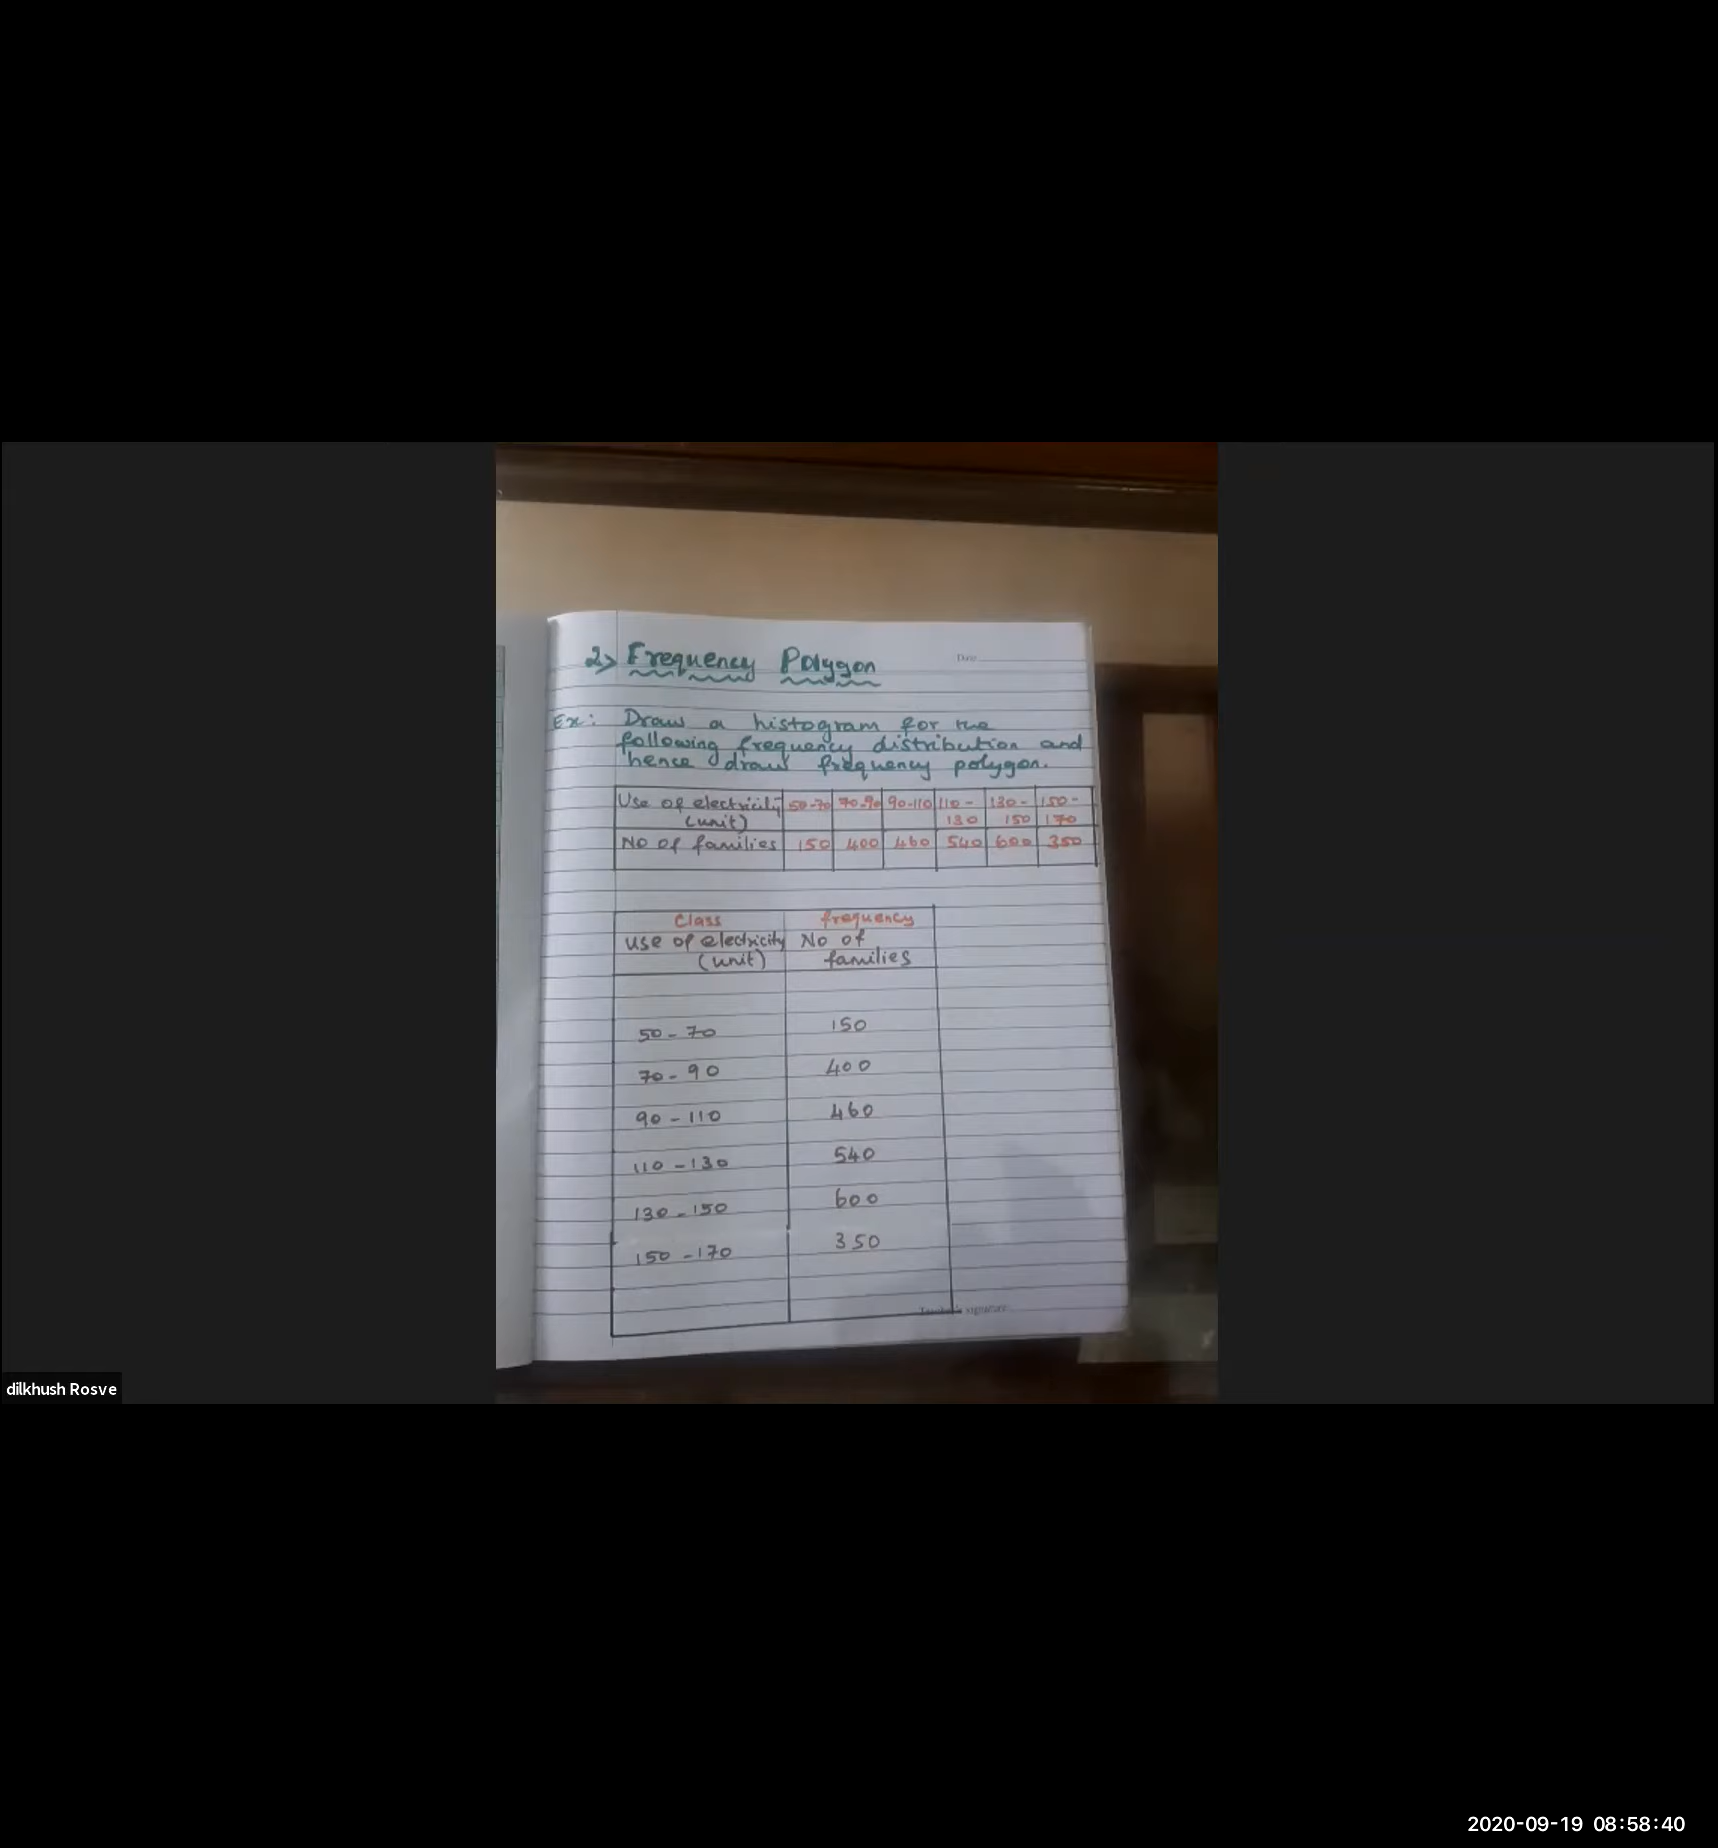 Date
2> Frequency Polygon
Ex: Draw a histogram for the
following frequency distribution and
hence draw frequency polygon.
Use of electricity 50-70 70-90 90-110 110- 130- 150-
(unit) 130 150 170
No of families 150 400 460 540 600 350
Class frequency
Use of electricity No of
(unit) families
50-70 150
70-90 400
90-110 460
110-130 540
130-150 600
150-170 350
signature
dilkhush Rosve
2020-09-19 08:58:40